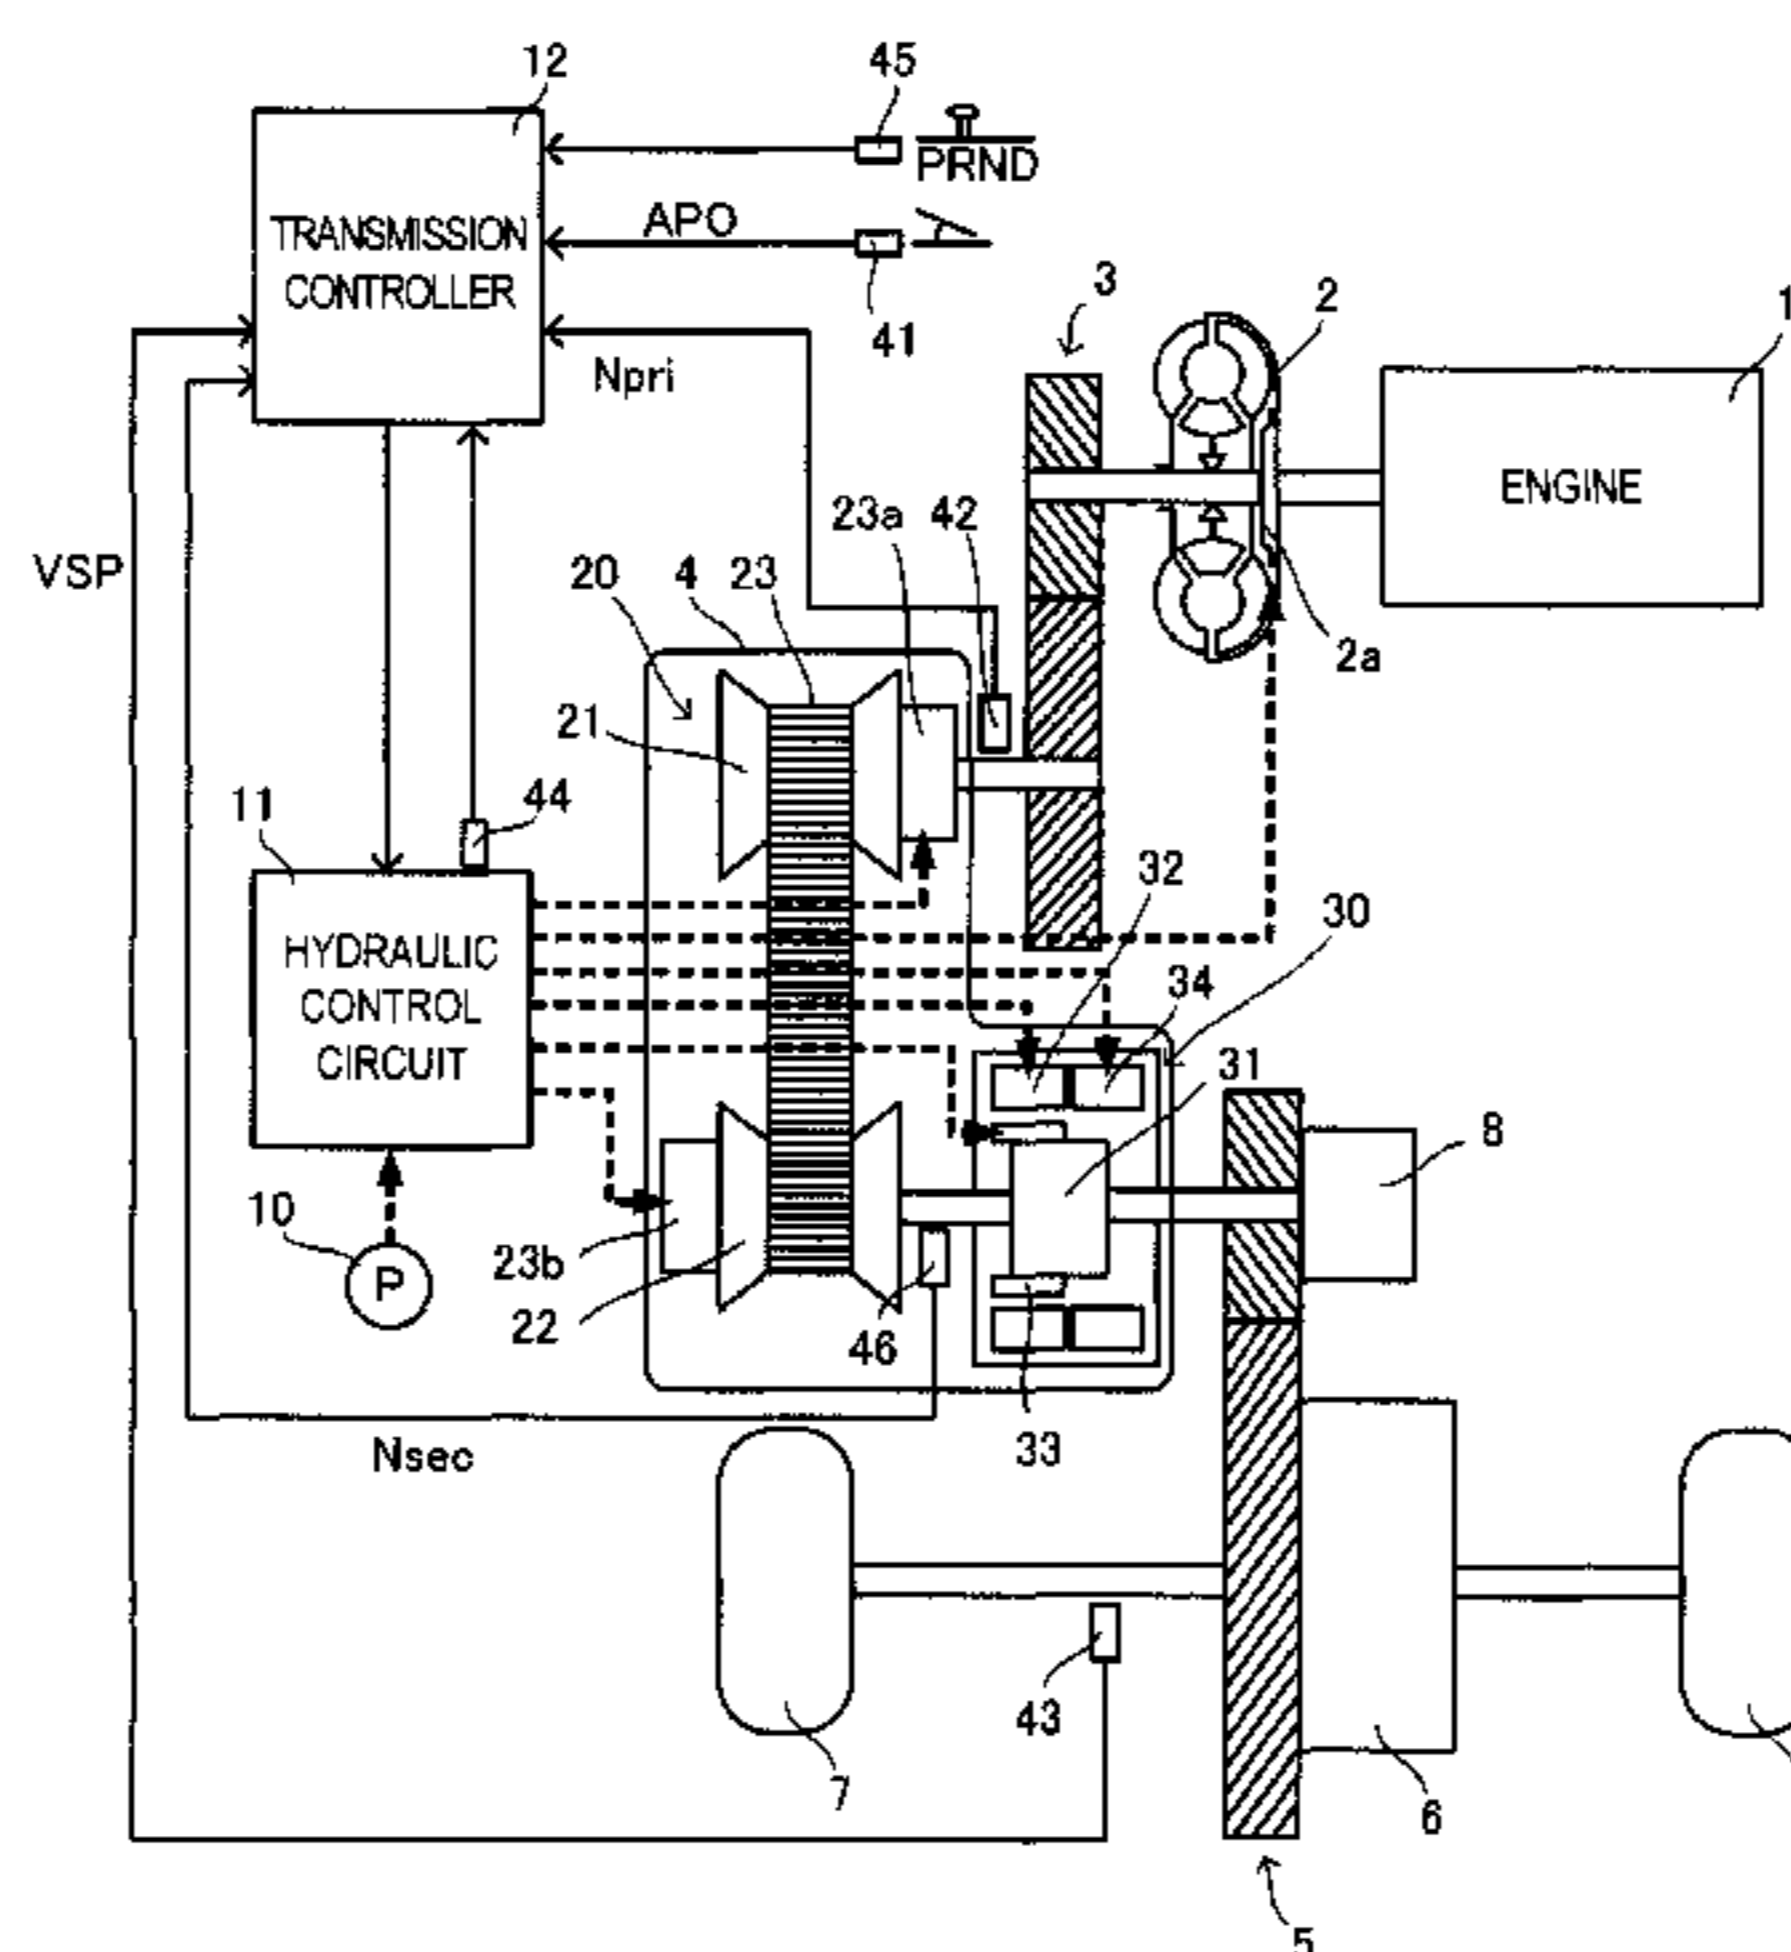 12
45
PRND
TRANSMISSION
CONTROLLER
APO
41
3
2
1
Npri
ENGINE
23a
42
VSP
20
4
23
2a
21
11
44
32
30
HYDRAULIC
CONTROL
CIRCUIT
34
31
8
10
P
23b
22
46
33
Nsec
43
7
6
5